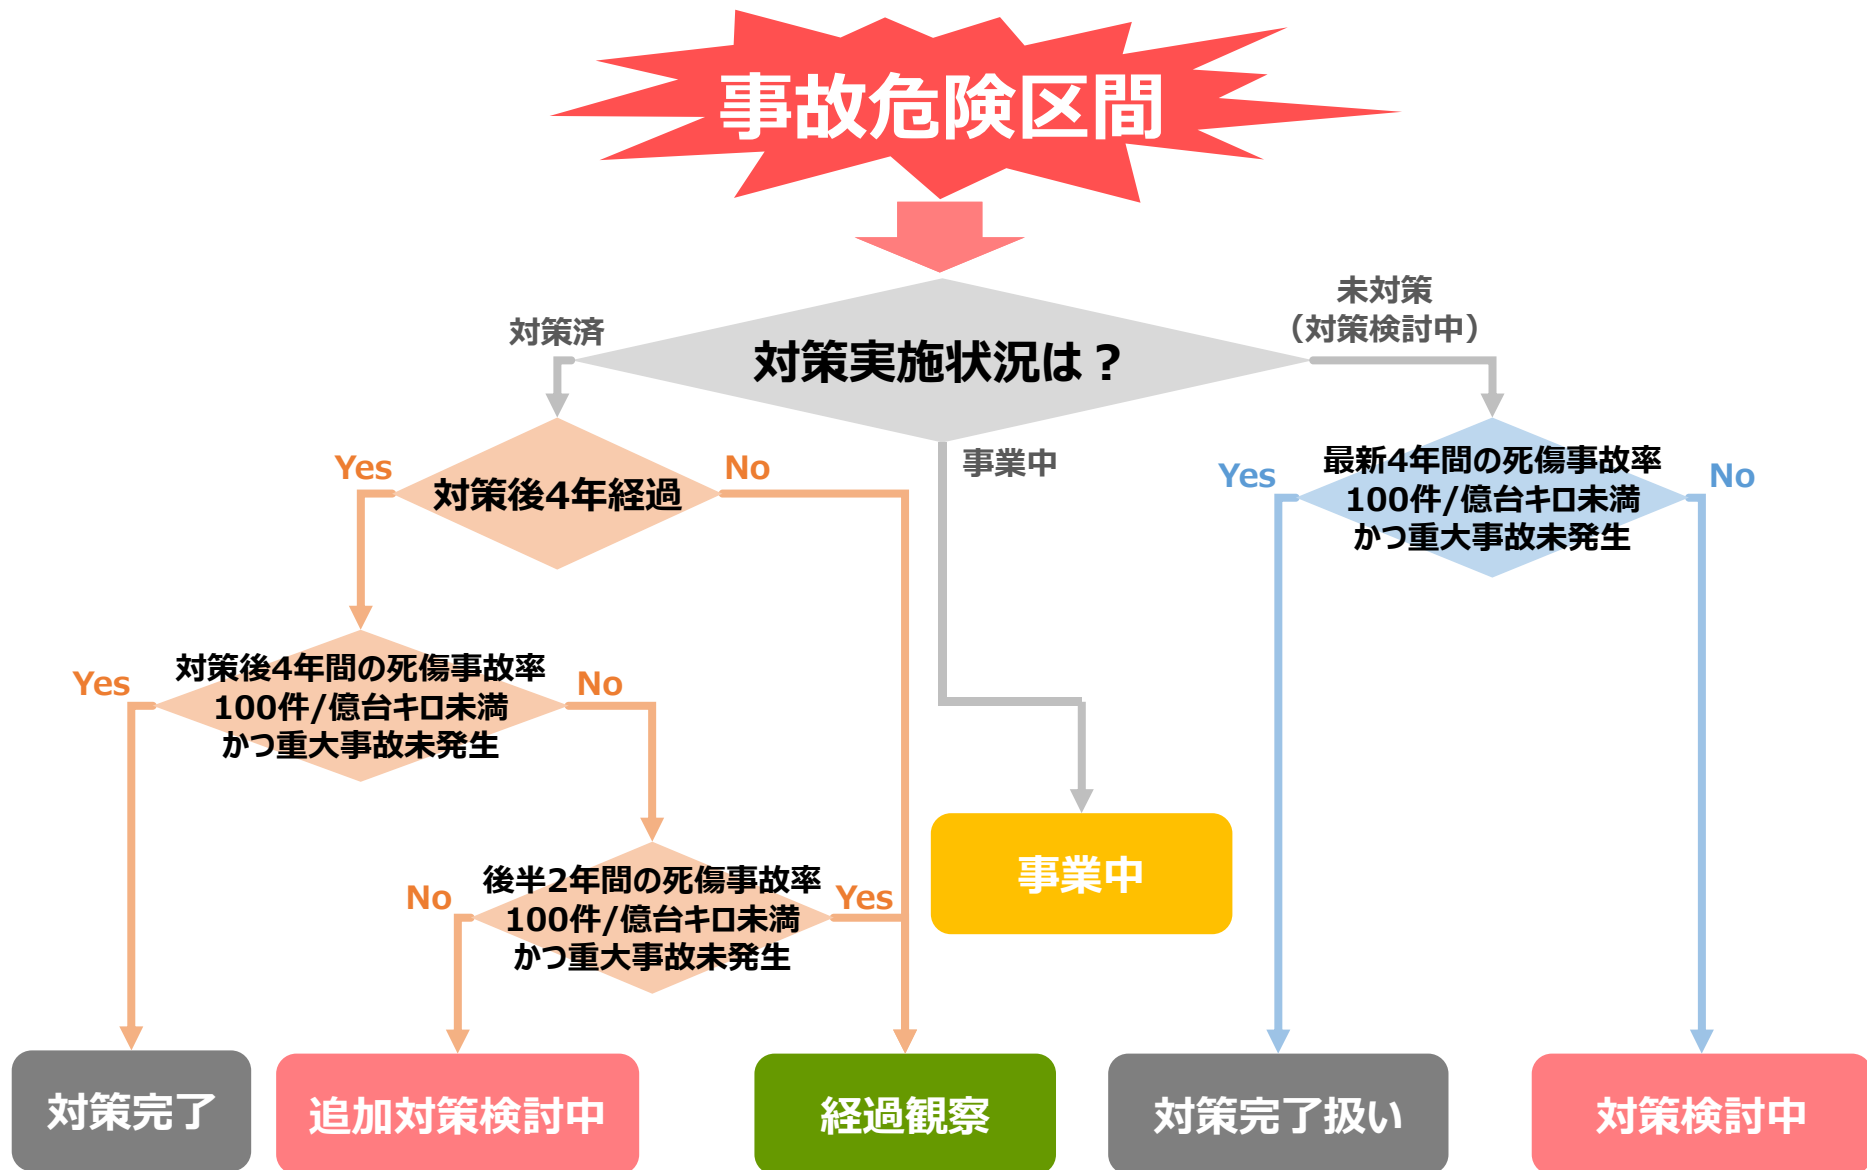 事故危険区間
対策実施状況は？
対策済
未対策
（対策検討中）
事業中
対策後4年経過
Yes
No
最新4年間の死傷事故率
100件/億台キロ未満
かつ重大事故未発生
Yes
No
対策後4年間の死傷事故率
100件/億台キロ未満
かつ重大事故未発生
Yes
No
後半2年間の死傷事故率
100件/億台キロ未満
かつ重大事故未発生
No
Yes
事業中
対策完了
追加対策検討中
経過観察
対策完了扱い
対策検討中